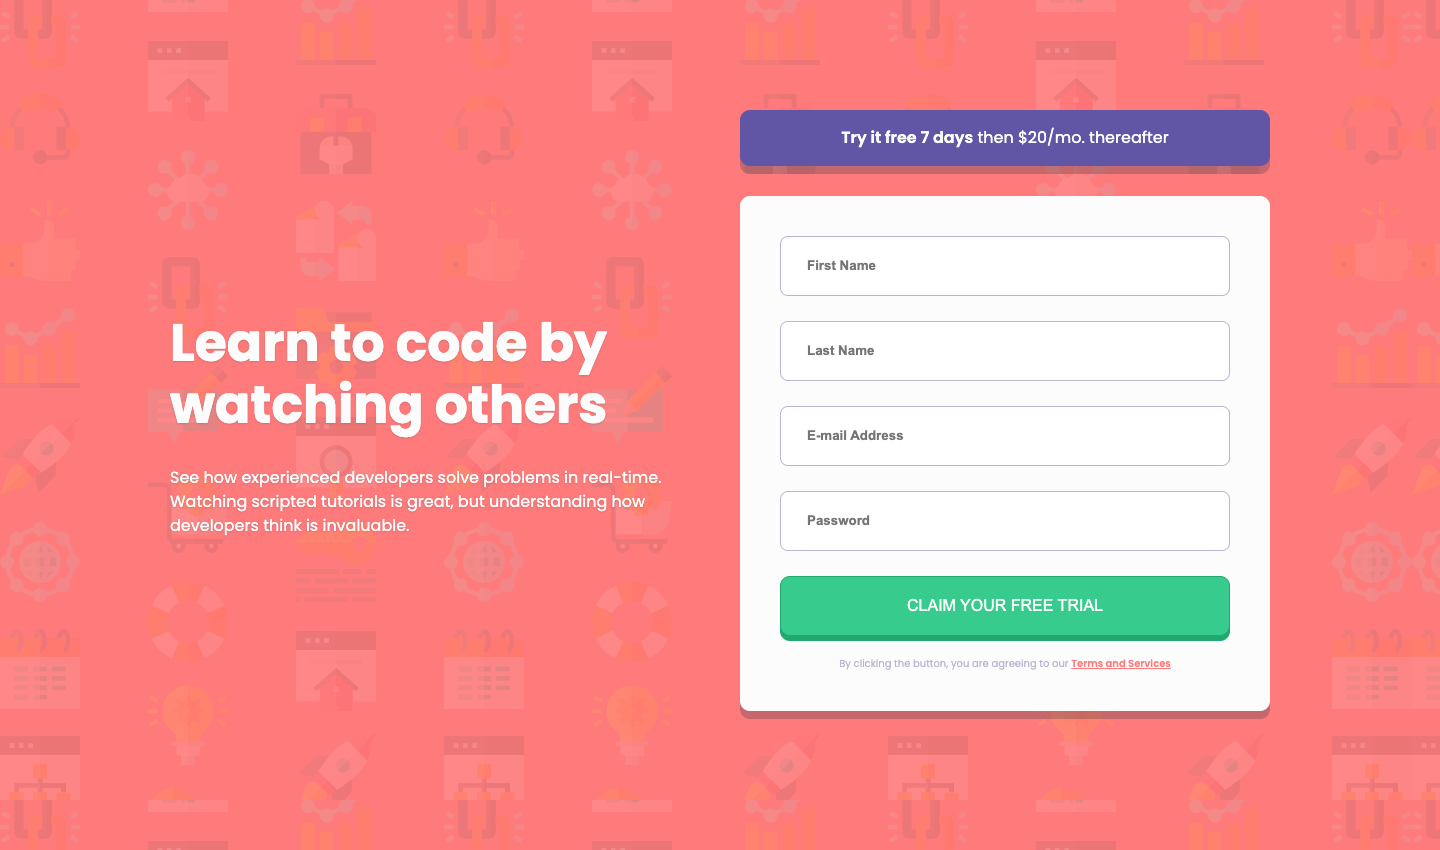 Learn to code by
watching others
See how experienced developers solve problems in real-time.
Watching scripted tutorials is great, but understanding how
developers think is invaluable.
Try it free 7 days then $20/mo. thereafter
First Name
Last Name
E-mail Address
Password
CLAIM YOUR FREE TRIAL
By clicking the button, you are agreeing to our Terms and Services